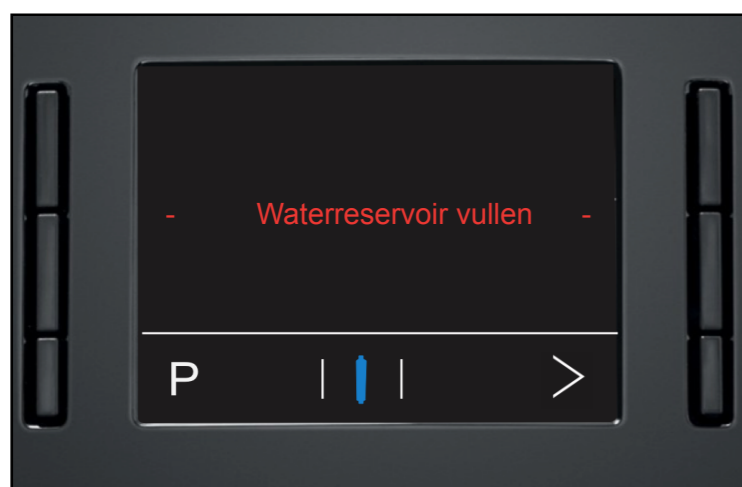 - Waterreservoir vullen -
P | | >